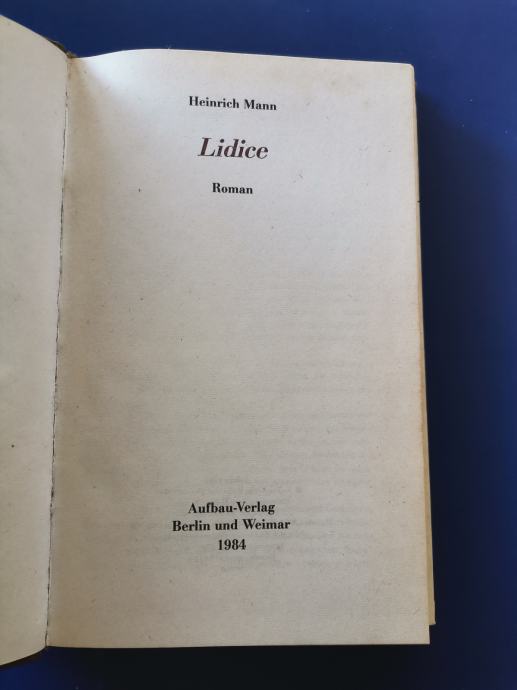 Heinrich Mann
Lidice
Roman
Aufbau-Verlag
Berlin und Weimar
1984